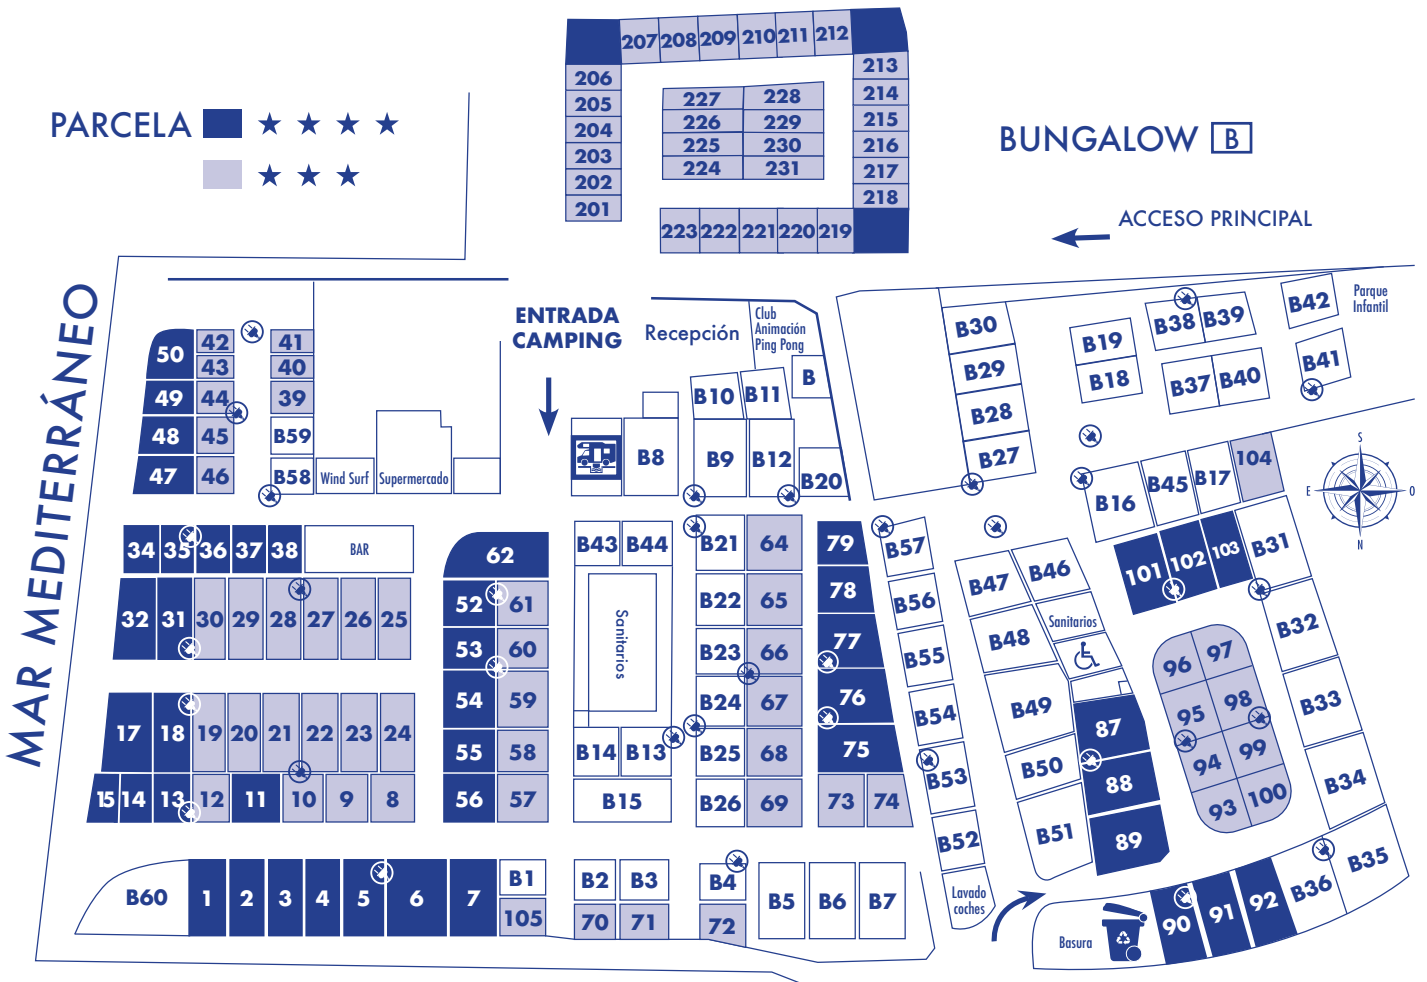 PARCELA
BUNGALOW B
ACCESO PRINCIPAL
MAR MEDITERRÁNEO
207 208 209 210 211 212
206
205
204
203
202
201
213
214
215
216
217
218
227 228
226 229
225 230
224 231
223 222 221 220 219
ENTRADA
CAMPING
Recepción
Club
Animación
Ping Pong
B
Parque
Infantil
50
49
48
47
42
43
44
45
46
41
40
39
B59
B58
Wind Surf
Supermercado
B8
B10 B11
B9 B12
B20
B30
B29
B28
B27
B19
B18
B38 B39
B37 B40
B42
B41
S
E O
N
34 35 36 37 38
BAR
32 31 30 29 28 27 26 25
17 18 19 20 21 22 23 24
15 14 13 12 11 10 9 8
62
52 61
53 60
54 59
55 58
56 57
B43 B44
Sanitarios
B14 B13
B15
B21 64
B22 65
B23 66
B24 67
B25 68
B26 69
79
78
77
76
75
73 74
B57
B56
B55
B54
B53
B52
Lavado
coches
B47 B46
B48
Sanitarios
B49
B50
B51
87
88
89
B16 B45 B17 104
101 102 103 B31
B32
B33
B34
B35
96 97
95 98
94 99
93 100
B60 1 2 3 4 5 6 7
B1
105
B2 B3
70 71
B4
72
B5 B6 B7
Basura
90 91 92 B36